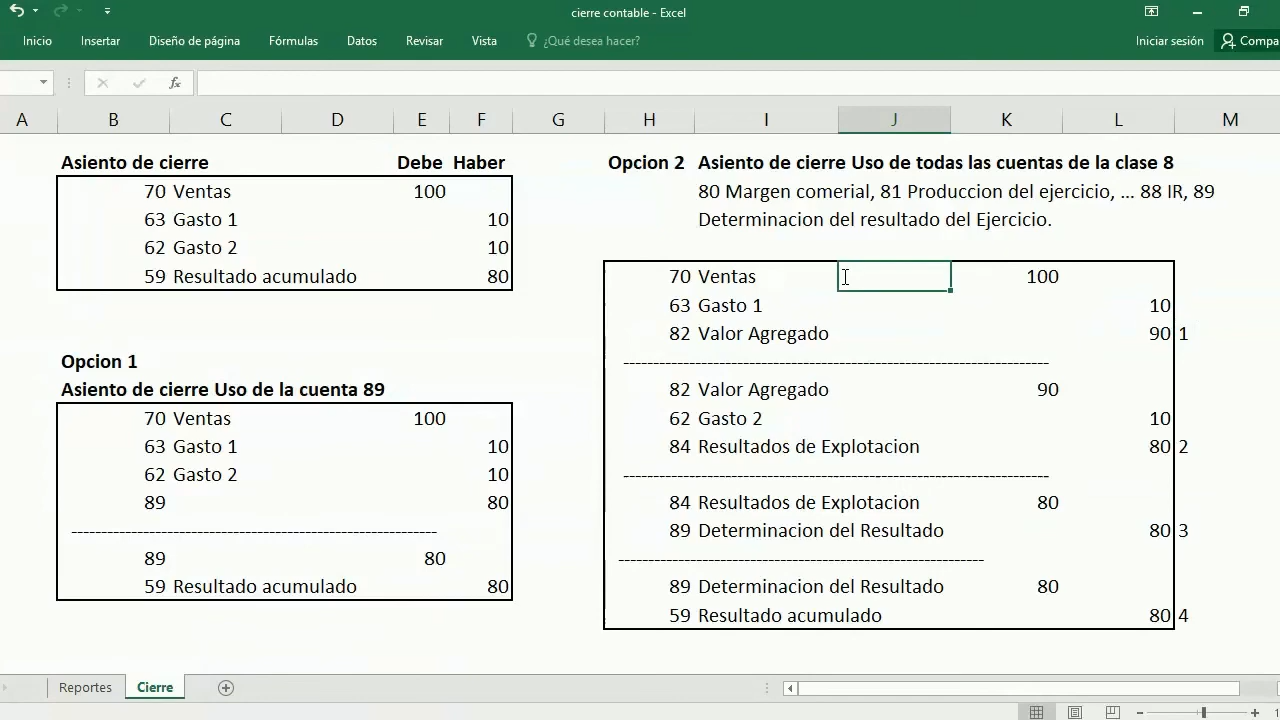 cierre contable - Excel
Inicio Insertar Diseño de página Fórmulas Datos Revisar Vista ¿Qué desea hacer? Iniciar sesión Compa
fx
A B C D E F G H I J K L M
Asiento de cierre Debe Haber
70 Ventas 100
63 Gasto 1 10
62 Gasto 2 10
59 Resultado acumulado 80
Opcion 1
Asiento de cierre Uso de la cuenta 89
70 Ventas 100
63 Gasto 1 10
62 Gasto 2 10
89 80
------------------------------------------------------------
89 80
59 Resultado acumulado 80
Opcion 2 Asiento de cierre Uso de todas las cuentas de la clase 8
80 Margen comerial, 81 Produccion del ejercicio, ... 88 IR, 89
Determinacion del resultado del Ejercicio.
70 Ventas 100
63 Gasto 1 10
82 Valor Agregado 90 1
----------------------------------------------------------------------
82 Valor Agregado 90
62 Gasto 2 10
84 Resultados de Explotacion 80 2
----------------------------------------------------------------------
84 Resultados de Explotacion 80
89 Determinacion del Resultado 80 3
------------------------------------------------------------
89 Determinacion del Resultado 80
59 Resultado acumulado 80 4
Reportes Cierre